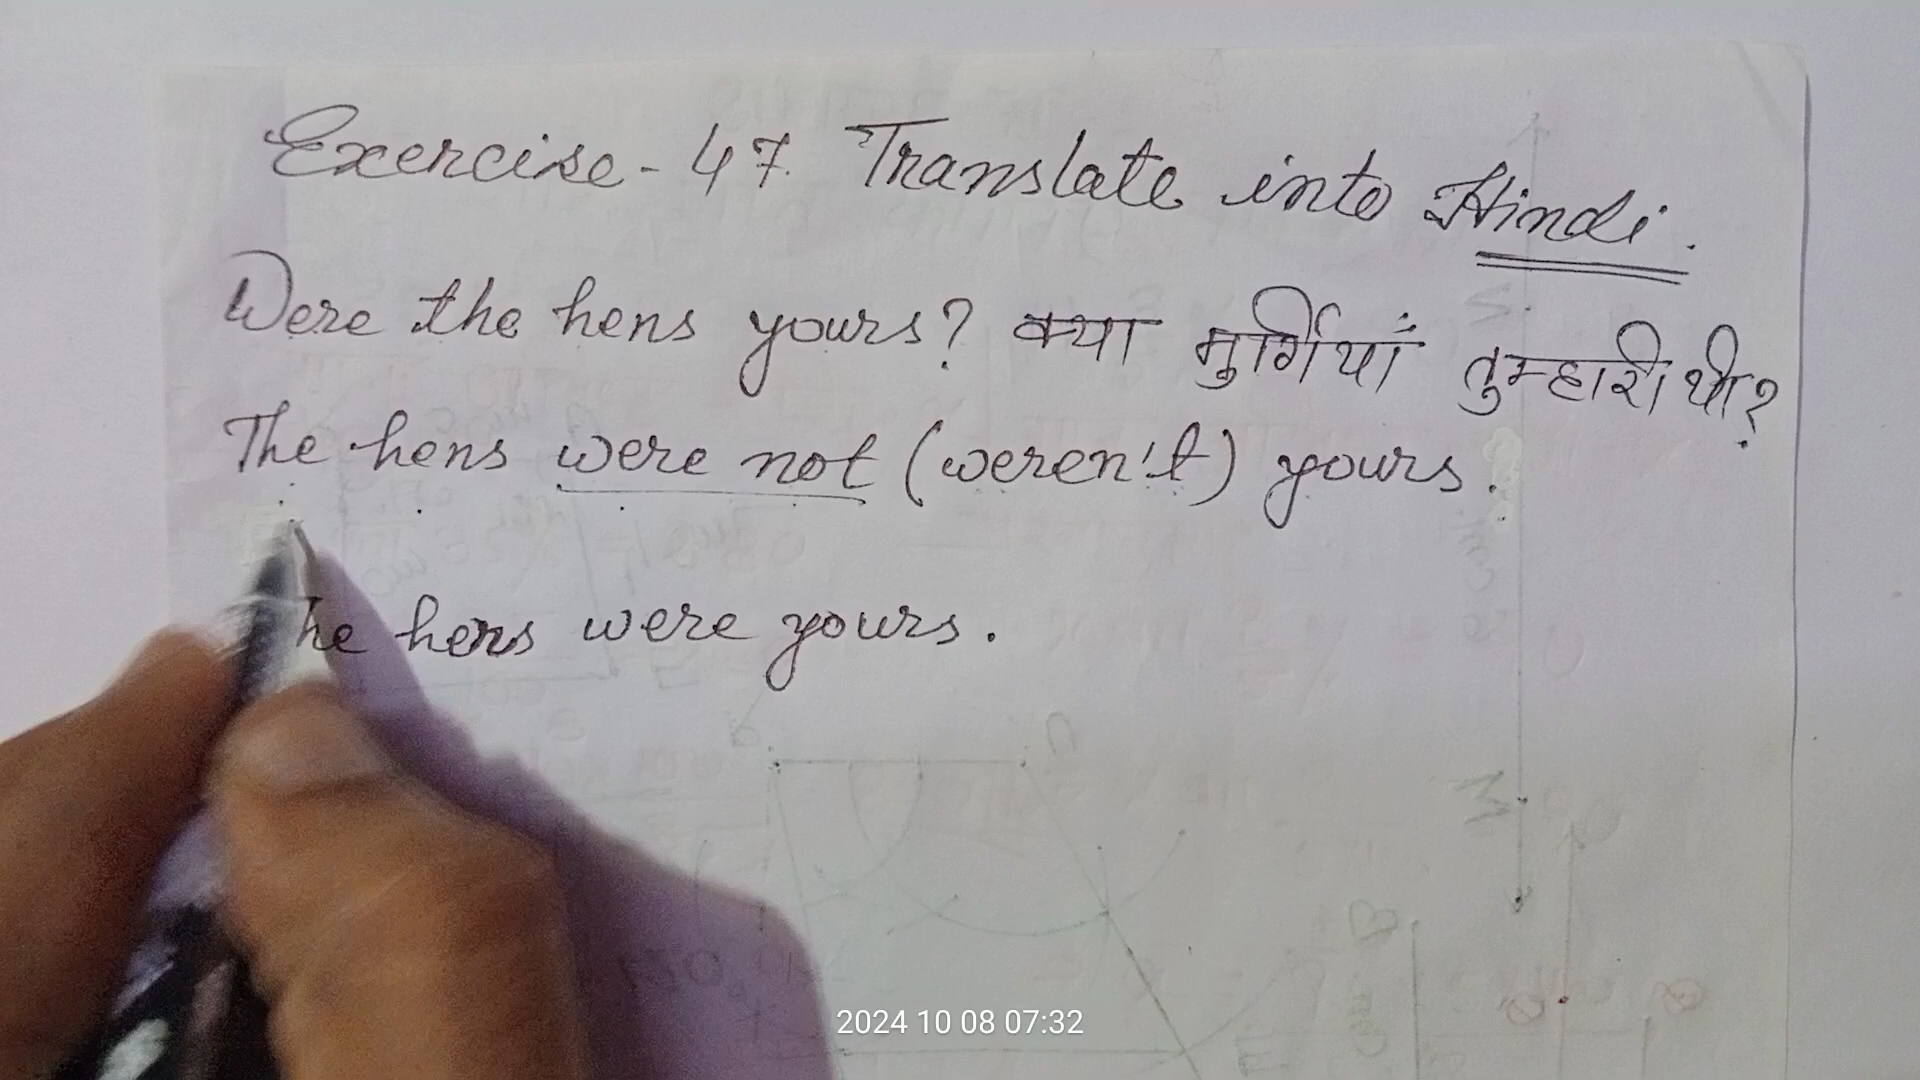 Exercise - 47. Translate into Hindi.
Were the hens yours? क्या मुर्गियां तुम्हारी थी?
The hens were not (weren't) yours.
The hens were yours.
2024 10 08 07:32